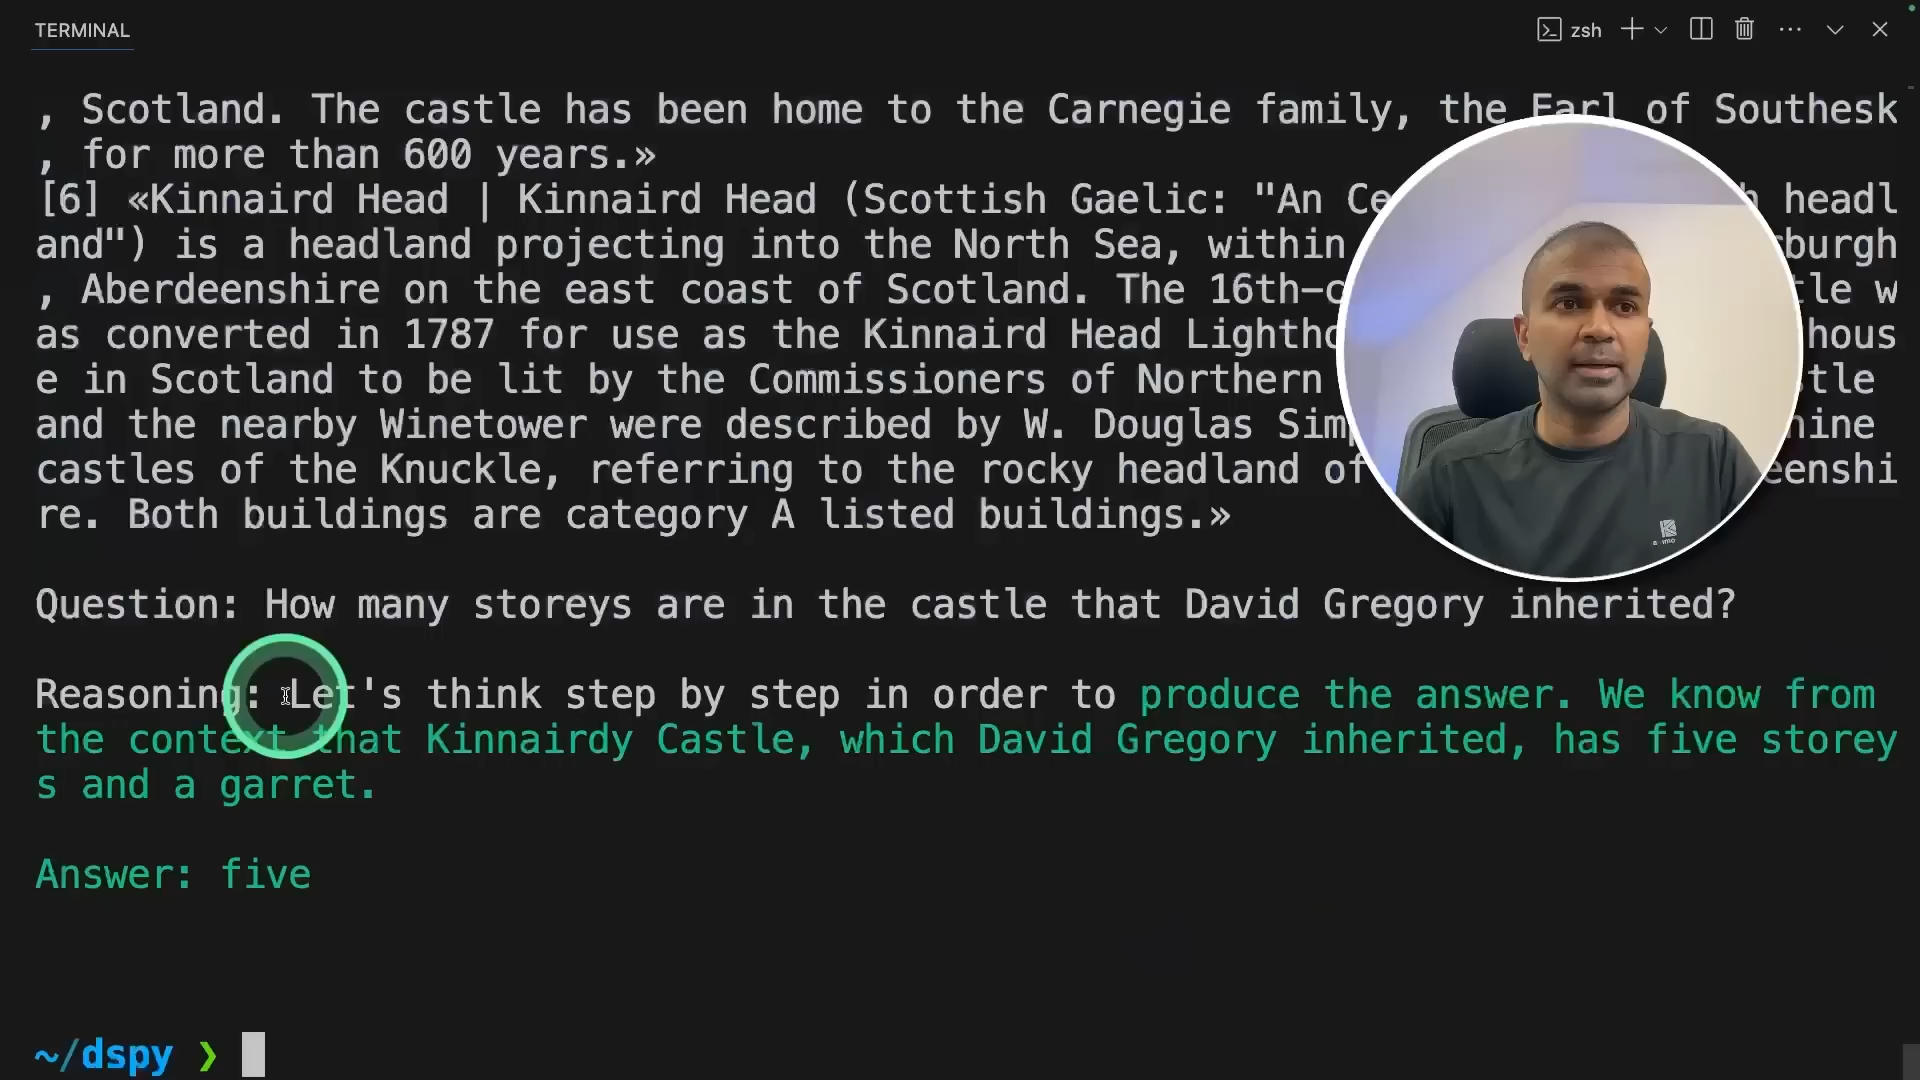 TERMINAL
zsh
, Scotland. The castle has been home to the Carnegie family, the Earl of Southesk
, for more than 600 years.»
[6] «Kinnaird Head | Kinnaird Head (Scottish Gaelic: "An Ce headl
and") is a headland projecting into the North Sea, within sburgh
, Aberdeenshire on the east coast of Scotland. The 16th-c tle w
as converted in 1787 for use as the Kinnaird Head Lightho hous
e in Scotland to be lit by the Commissioners of Northern stle
and the nearby Winetower were described by W. Douglas Simp nine
castles of the Knuckle, referring to the rocky headland of eenshi
re. Both buildings are category A listed buildings.»
Question: How many storeys are in the castle that David Gregory inherited?
Reasoning: Let's think step by step in order to produce the answer. We know from
the context that Kinnairdy Castle, which David Gregory inherited, has five storey
s and a garret.
Answer: five
~/dspy ❯